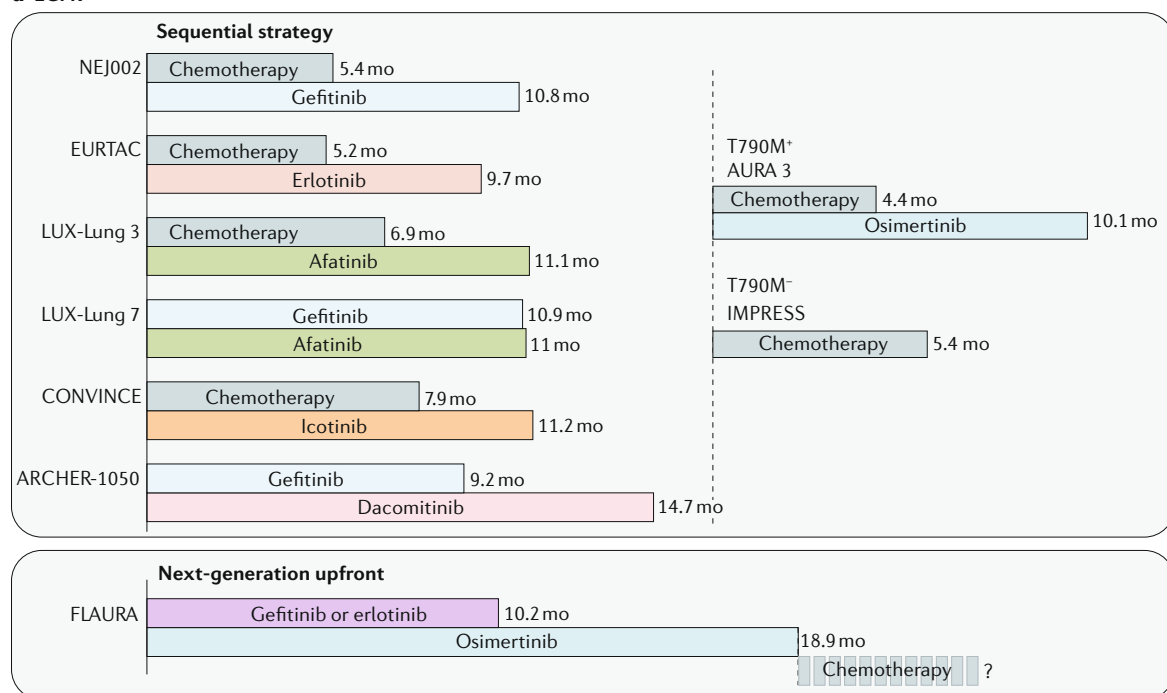 Sequential strategy
NEJ002
Chemotherapy 5.4 mo
Gefitinib 10.8 mo
EURTAC
Chemotherapy 5.2 mo
Erlotinib 9.7 mo
LUX-Lung 3
Chemotherapy 6.9 mo
Afatinib 11.1 mo
LUX-Lung 7
Gefitinib 10.9 mo
Afatinib 11 mo
CONVINCE
Chemotherapy 7.9 mo
Icotinib 11.2 mo
ARCHER-1050
Gefitinib 9.2 mo
Dacomitinib 14.7 mo
T790M⁺
AURA 3
Chemotherapy 4.4 mo
Osimertinib 10.1 mo
T790M⁻
IMPRESS
Chemotherapy 5.4 mo
Next-generation upfront
FLAURA
Gefitinib or erlotinib 10.2 mo
Osimertinib 18.9 mo
Chemotherapy ?